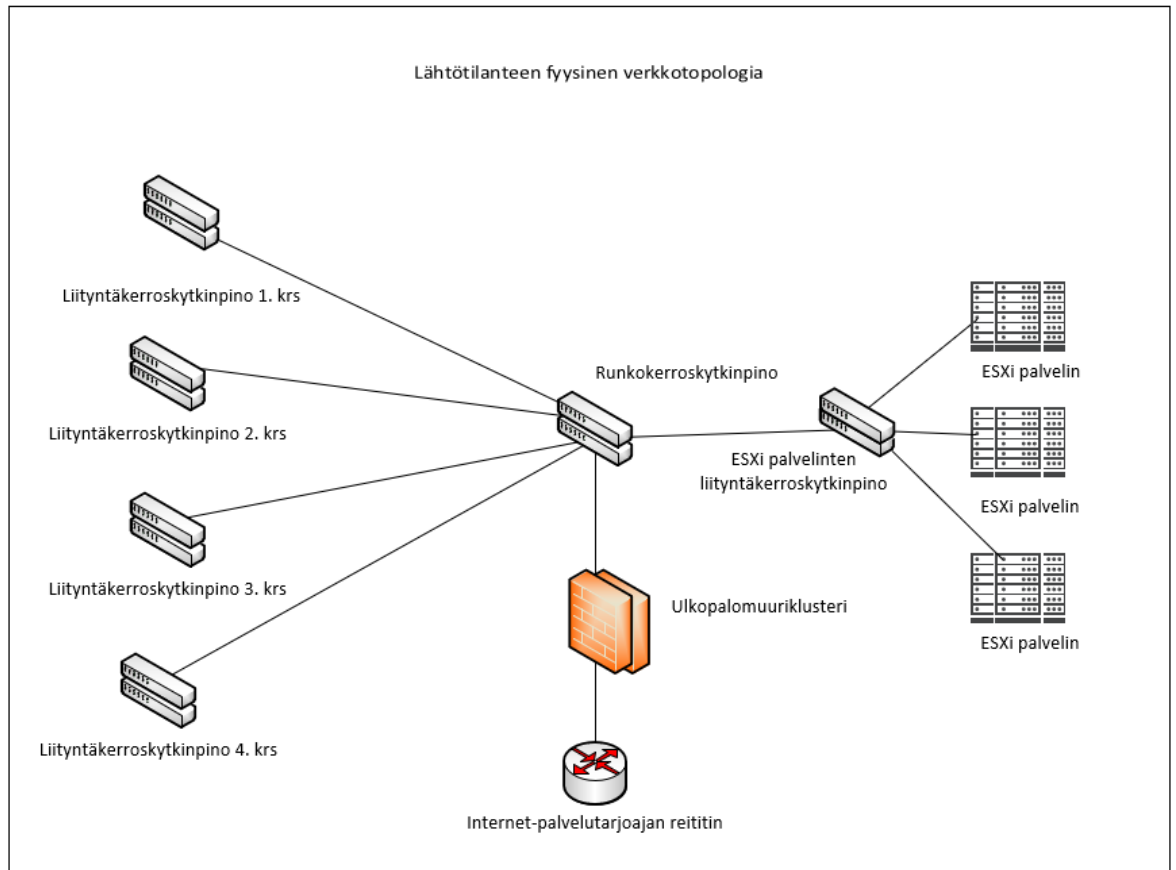 Lähtötilanteen fyysinen verkkotopologia
Liityntäkerroskytkinpino 1. krs
Runkokerroskytkinpino
ESXi palvelin
Liityntäkerroskytkinpino 2. krs
ESXi palvelinten
liityntäkerroskytkinpino
ESXi palvelin
Liityntäkerroskytkinpino 3. krs
Ulkopalomuuriklusteri
ESXi palvelin
Liityntäkerroskytkinpino 4. krs
Internet-palvelutarjoajan reititin